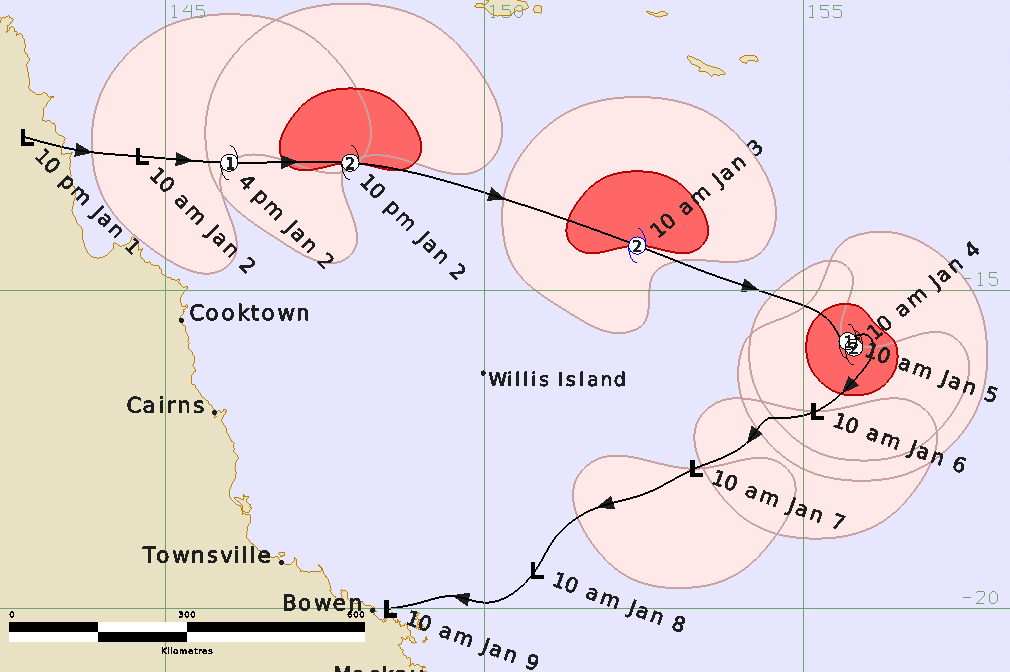 145
150
155
10 pm Jan 1
L
L
10 am Jan 2
1
4 pm Jan 2
2
10 pm Jan 2
2
10 am Jan 3
-15
10 am Jan 4
2
10 am Jan 5
Cooktown
Willis Island
Cairns
L
10 am Jan 6
L
10 am Jan 7
Townsville
L
10 am Jan 8
Bowen
L
10 am Jan 9
-20
0
300
600
Kilometres